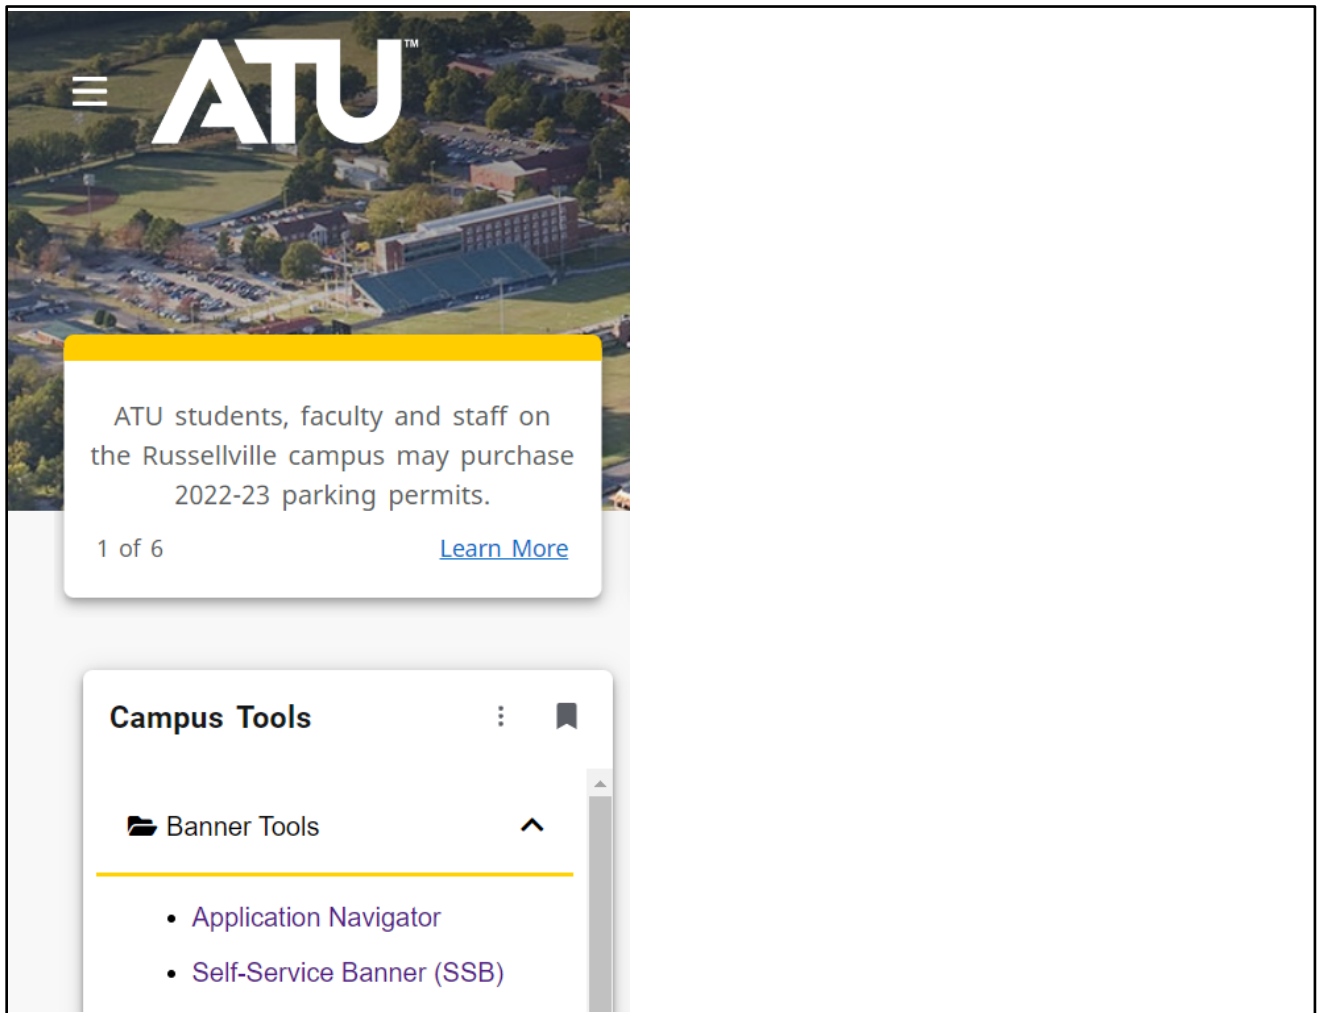 ATU™
ATU students, faculty and staff on
the Russellville campus may purchase
2022-23 parking permits.
1 of 6
Learn More
Campus Tools
Banner Tools
Application Navigator
Self-Service Banner (SSB)